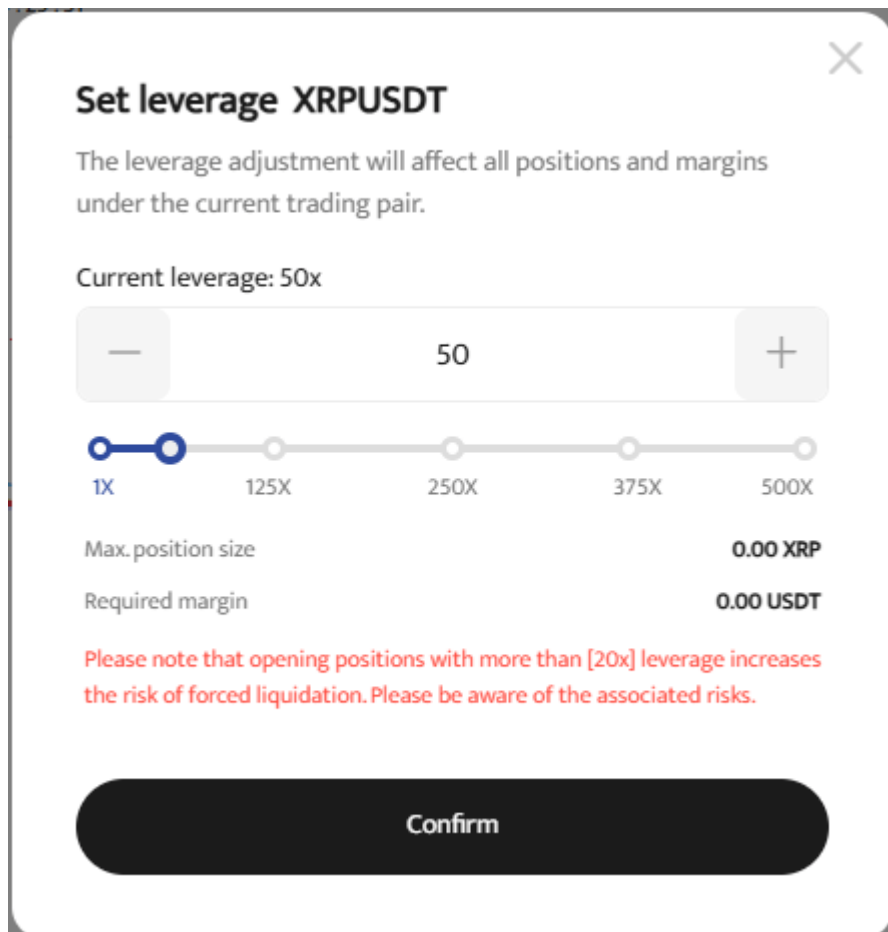 Set leverage XRPUSDT
The leverage adjustment will affect all positions and margins
under the current trading pair.
Current leverage: 50x
50
1X 125X 250X 375X 500X
Max. position size 0.00 XRP
Required margin 0.00 USDT
Please note that opening positions with more than [20x] leverage increases
the risk of forced liquidation. Please be aware of the associated risks.
Confirm